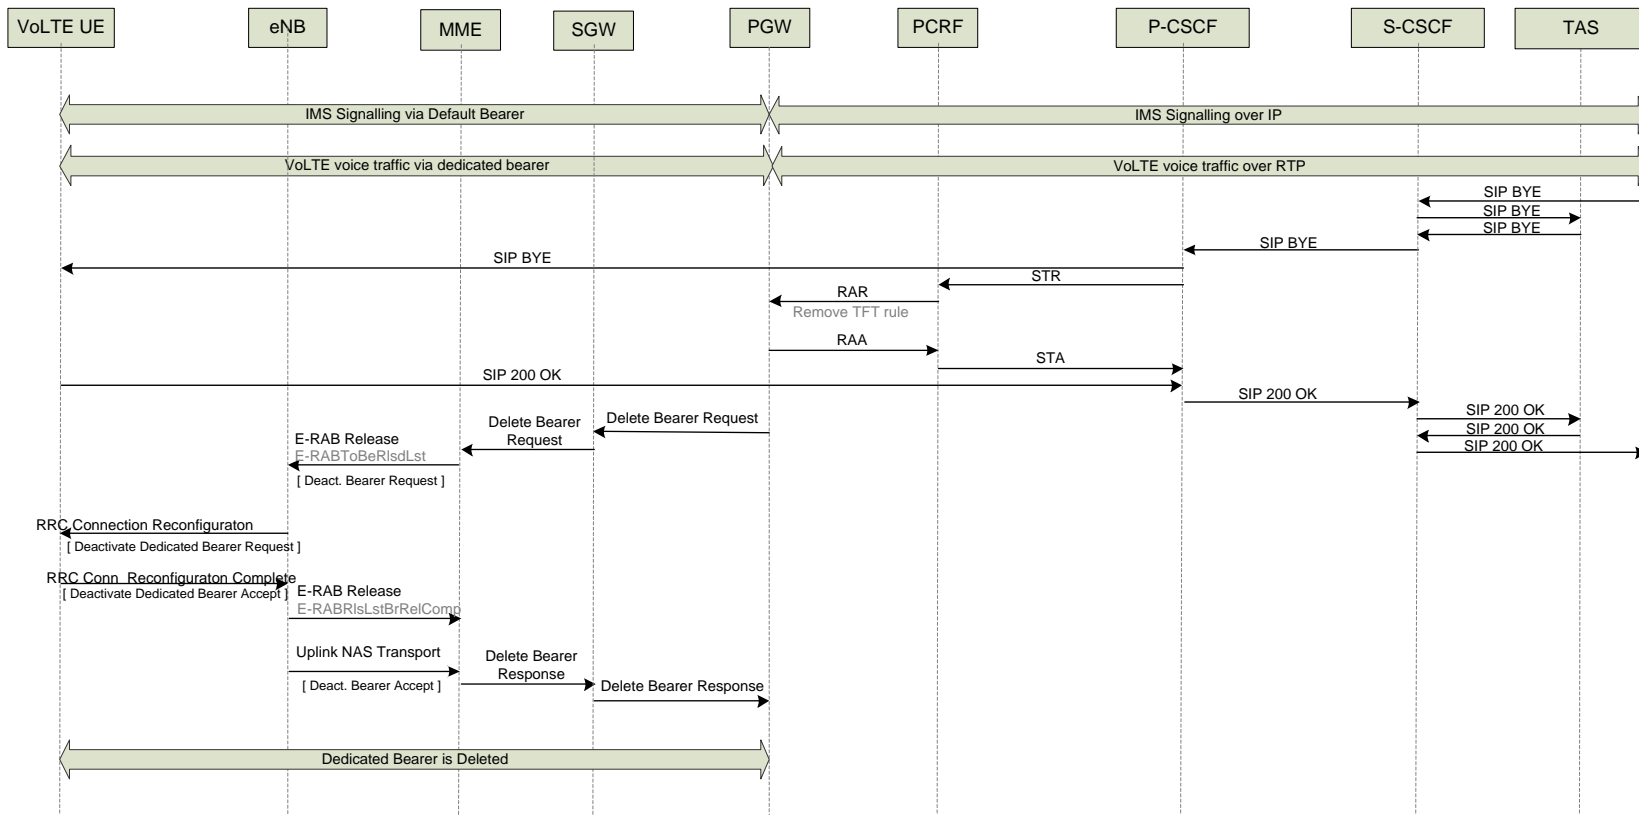 VoLTE UE
eNB
MME
SGW
PGW
PCRF
P-CSCF
S-CSCF
TAS
IMS Signalling via Default Bearer
IMS Signalling over IP
VoLTE voice traffic via dedicated bearer
VoLTE voice traffic over RTP
SIP BYE
SIP BYE
SIP BYE
SIP BYE
SIP BYE
STR
RAR
Remove TFT rule
RAA
STA
SIP 200 OK
SIP 200 OK
SIP 200 OK
SIP 200 OK
SIP 200 OK
Delete Bearer Request
Delete Bearer
Request
E-RAB Release
E-RABToBeRlsdLst
[ Deact. Bearer Request ]
RRC Connection Reconfiguraton
[ Deactivate Dedicated Bearer Request ]
RRC Conn  Reconfiguraton Complete
[ Deactivate Dedicated Bearer Accept ]
E-RAB Release
E-RABRlsLstBrRelComp
Uplink NAS Transport
[ Deact. Bearer Accept ]
Delete Bearer
Response
Delete Bearer Response
Dedicated Bearer is Deleted